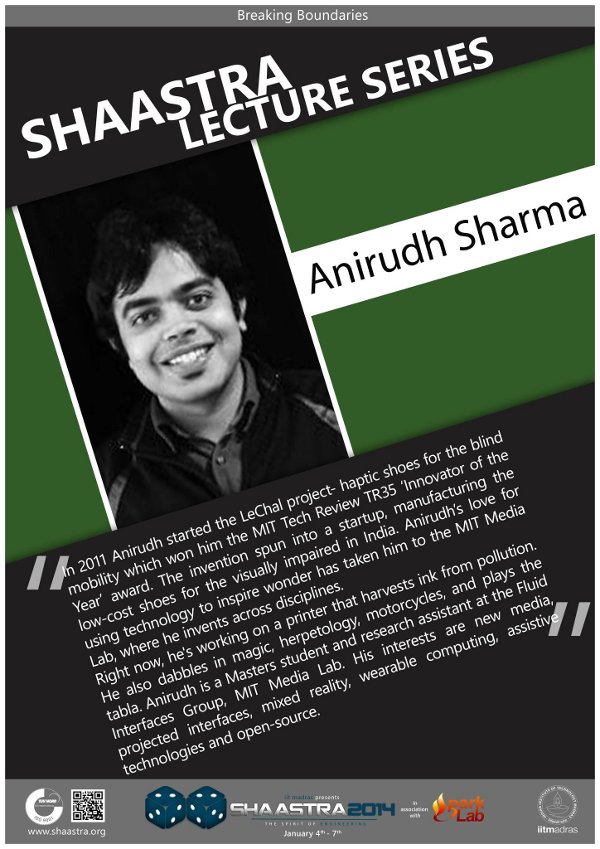 Breaking Boundaries
SHAASTRA
LECTURE SERIES
Anirudh Sharma
"
In 2011 Anirudh started the LeChal project- haptic shoes for the blind
mobility which won him the MIT Tech Review TR35 'Innovator of the
Year' award. The invention spun into a startup, manufacturing the
low-cost shoes for the visually impaired in India. Anirudh's love for
using technology to inspire wonder has taken him to the MIT Media
Lab, where he invents across disciplines.
Right now, he's working on a printer that harvests ink from pollution.
He also dabbles in magic, herpetology, motorcycles, and plays the
tabla. Anirudh is a Masters student and research assistant at the Fluid
Interfaces Group, MIT Media Lab. His interests are new media,
projected interfaces, mixed reality, wearable computing, assistive
technologies and open-source.
"
ISO 9001
www.shaastra.org
iit madras presents
SHAASTRA2014
THE SPIRIT OF ENGINEERING
January 4th - 7th
in
association
with
Spark
Lab
iitmadras